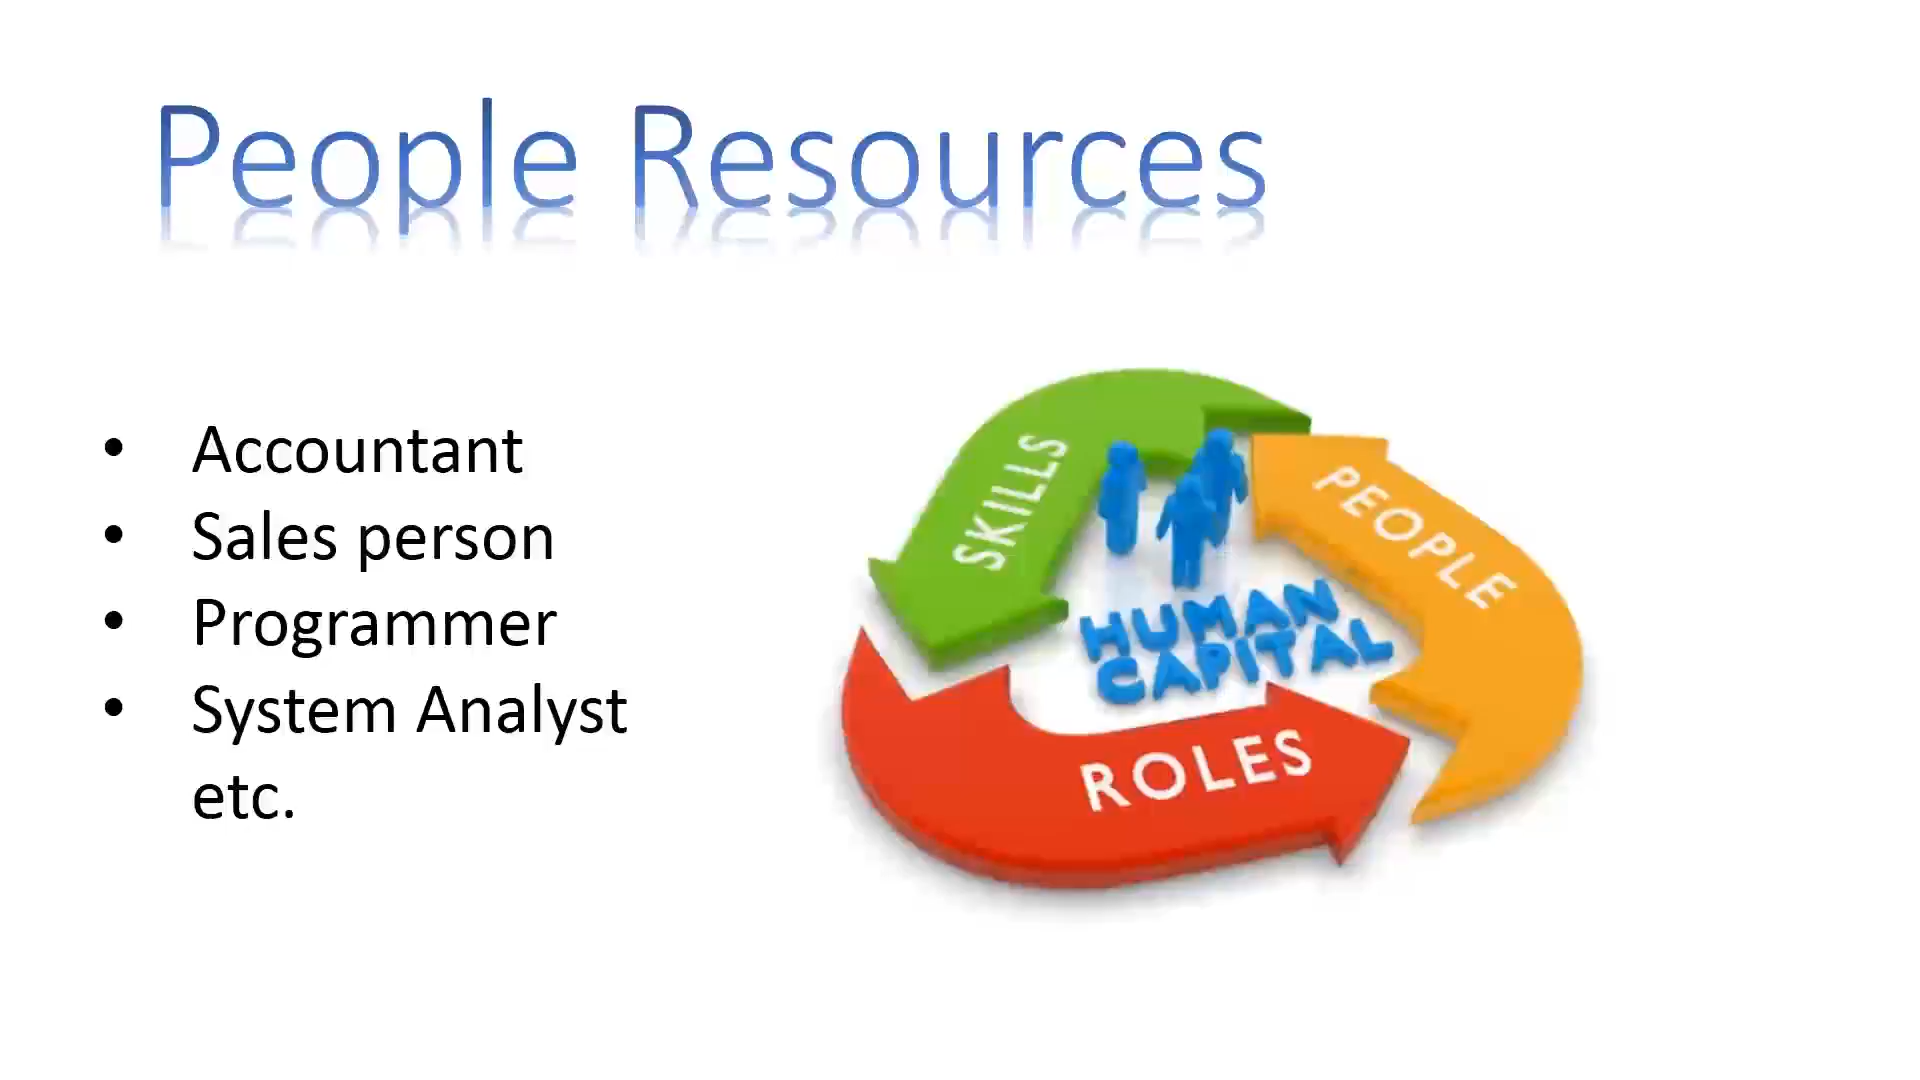 People Resources
• Accountant
• Sales person
• Programmer
• System Analyst
etc.
SKILLS
PEOPLE
HUMAN
CAPITAL
ROLES